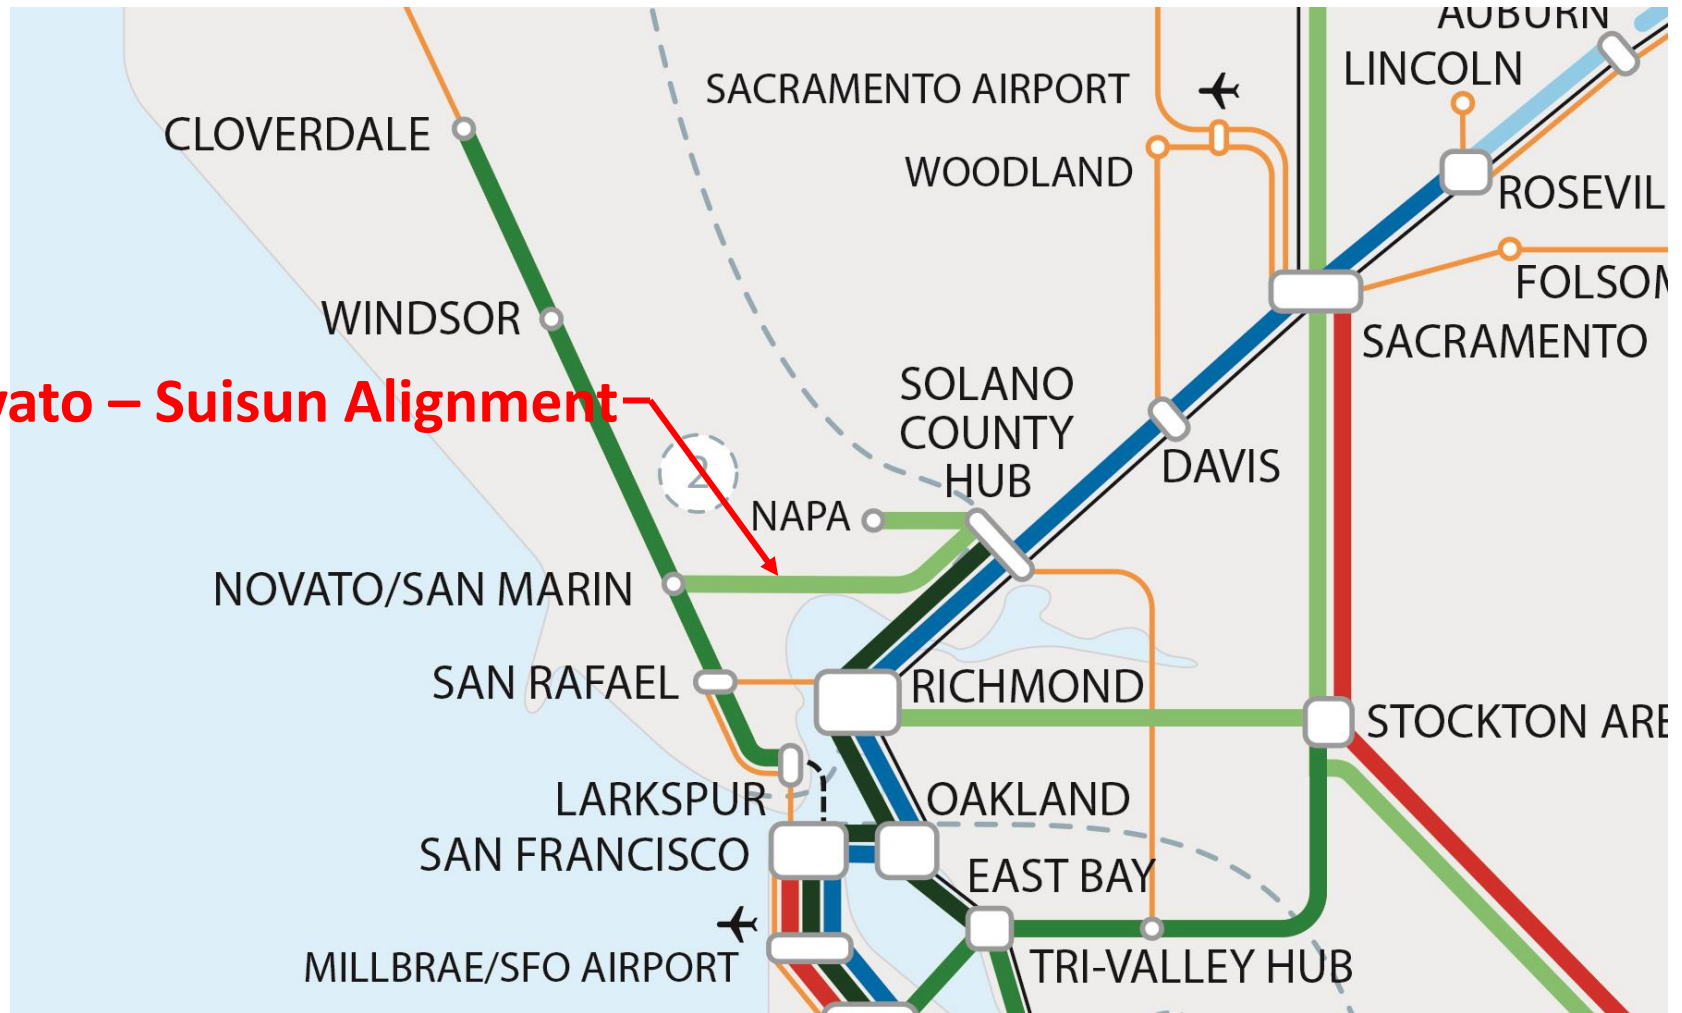 AUBURN
LINCOLN
SACRAMENTO AIRPORT
CLOVERDALE
WOODLAND
ROSEVIL
FOLSOM
WINDSOR
SACRAMENTO
SOLANO
COUNTY
HUB
vato – Suisun Alignment
2
DAVIS
NAPA
NOVATO/SAN MARIN
SAN RAFAEL
RICHMOND
STOCKTON ARE
LARKSPUR
OAKLAND
SAN FRANCISCO
EAST BAY
MILLBRAE/SFO AIRPORT
TRI-VALLEY HUB